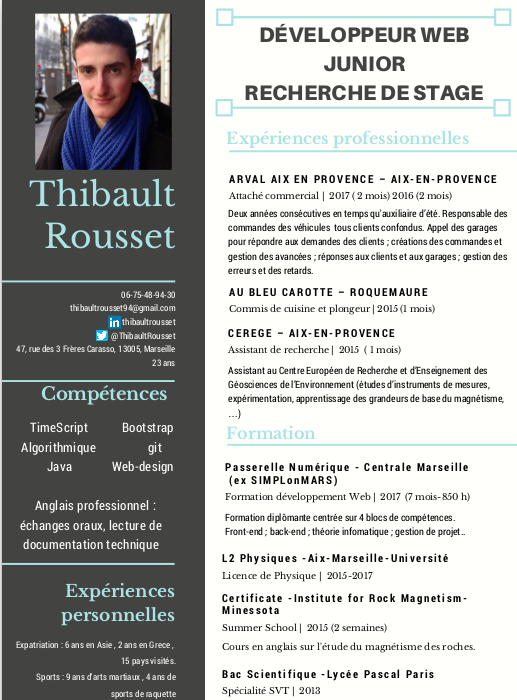 Thibault
Rousset
06-75-48-94-30
thibaultrousset94@gmail.com
in thibaultrousset
@ThibaultRousset
47, rue des 3 Frères Carasso, 13005, Marseille
23 ans
Compétences
TimeScript Bootstrap
Algorithmique git
Java Web-design
Anglais professionnel :
échanges oraux, lecture de
documentation technique
Expériences
personnelles
Expatriation : 6 ans en Asie , 2 ans en Grece ,
15 pays visités.
Sports : 9 ans d'arts martiaux , 4 ans de
sports de raquette
DÉVELOPPEUR WEB
JUNIOR
RECHERCHE DE STAGE
Expériences professionnelles
ARVAL AIX EN PROVENCE – AIX-EN-PROVENCE
Attaché commercial | 2017 ( 2 mois) 2016 (2 mois)
Deux années consécutives en temps qu'auxiliaire d'été. Responsable des
commandes des véhicules tous clients confondus. Appel des garages
pour répondre aux demandes des clients ; créations des commandes et
gestion des avancées ; réponses aux clients et aux garages ; gestion des
erreurs et des retards.
AU BLEU CAROTTE – ROQUEMAURE
Commis de cuisine et plongeur | 2015 (1 mois)
CEREGE – AIX-EN-PROVENCE
Assistant de recherche | 2015 ( 1 mois)
Assistant au Centre Européen de Recherche et d'Enseignement des
Géosciences de l'Environnement (études d'instruments de mesures,
expérimentation, apprentissage des grandeurs de base du magnétisme,
…)
Formation
Passerelle Numérique - Centrale Marseille
(ex SIMPLonMARS)
Formation développement Web | 2017 (7 mois-850 h)
Formation diplômante centrée sur 4 blocs de compétences.
Front-end ; back-end ; théorie infomatique ; gestion de projet..
L2 Physiques -Aix-Marseille-Université
Licence de Physique | 2015-2017
Certificate -Institute for Rock Magnetism-
Minessota
Summer School | 2015 (2 semaines)
Cours en anglais sur l'étude du magnétisme des roches.
Bac Scientifique -Lycée Pascal Paris
Spécialité SVT | 2013